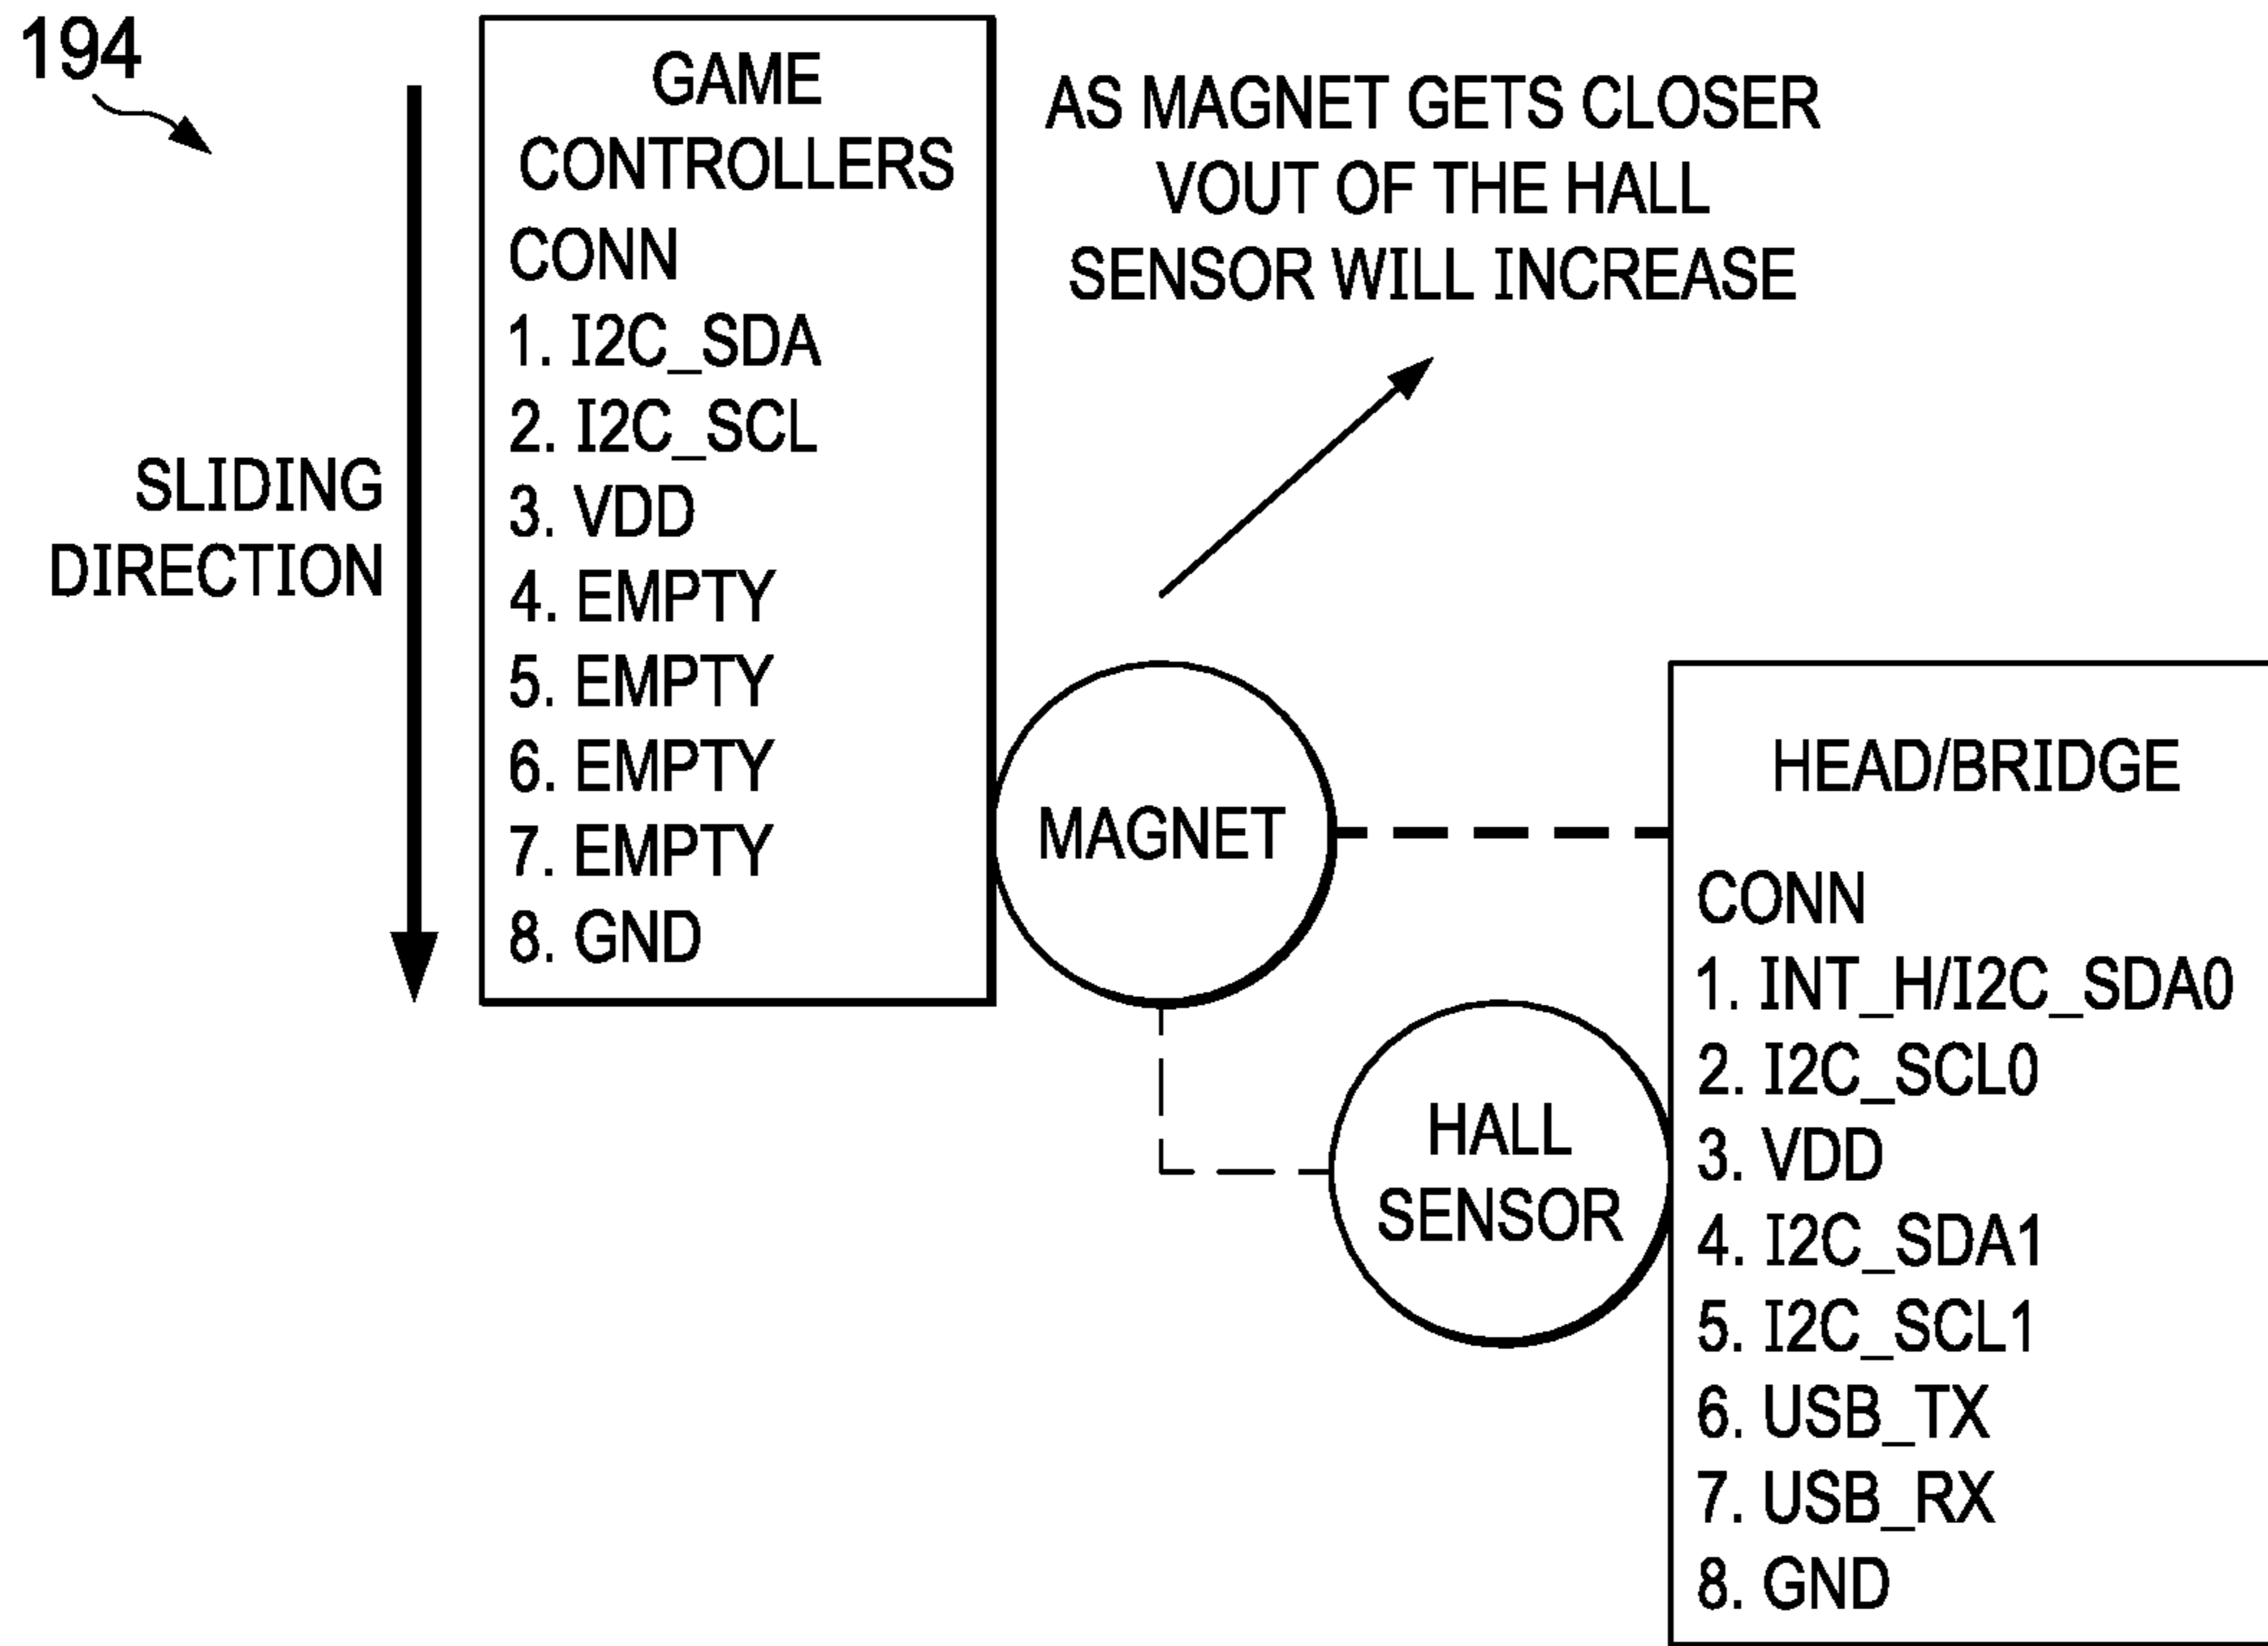 194
GAME
CONTROLLERS
CONN
1. I2C_SDA
2. I2C_SCL
3. VDD
4. EMPTY
5. EMPTY
6. EMPTY
7. EMPTY
8. GND
AS MAGNET GETS CLOSER
VOUT OF THE HALL
SENSOR WILL INCREASE
SLIDING
DIRECTION
MAGNET
HALL
SENSOR
HEAD/BRIDGE
CONN
1. INT_H/I2C_SDA0
2. I2C_SCL0
3. VDD
4. I2C_SDA1
5. I2C_SCL1
6. USB_TX
7. USB_RX
8. GND